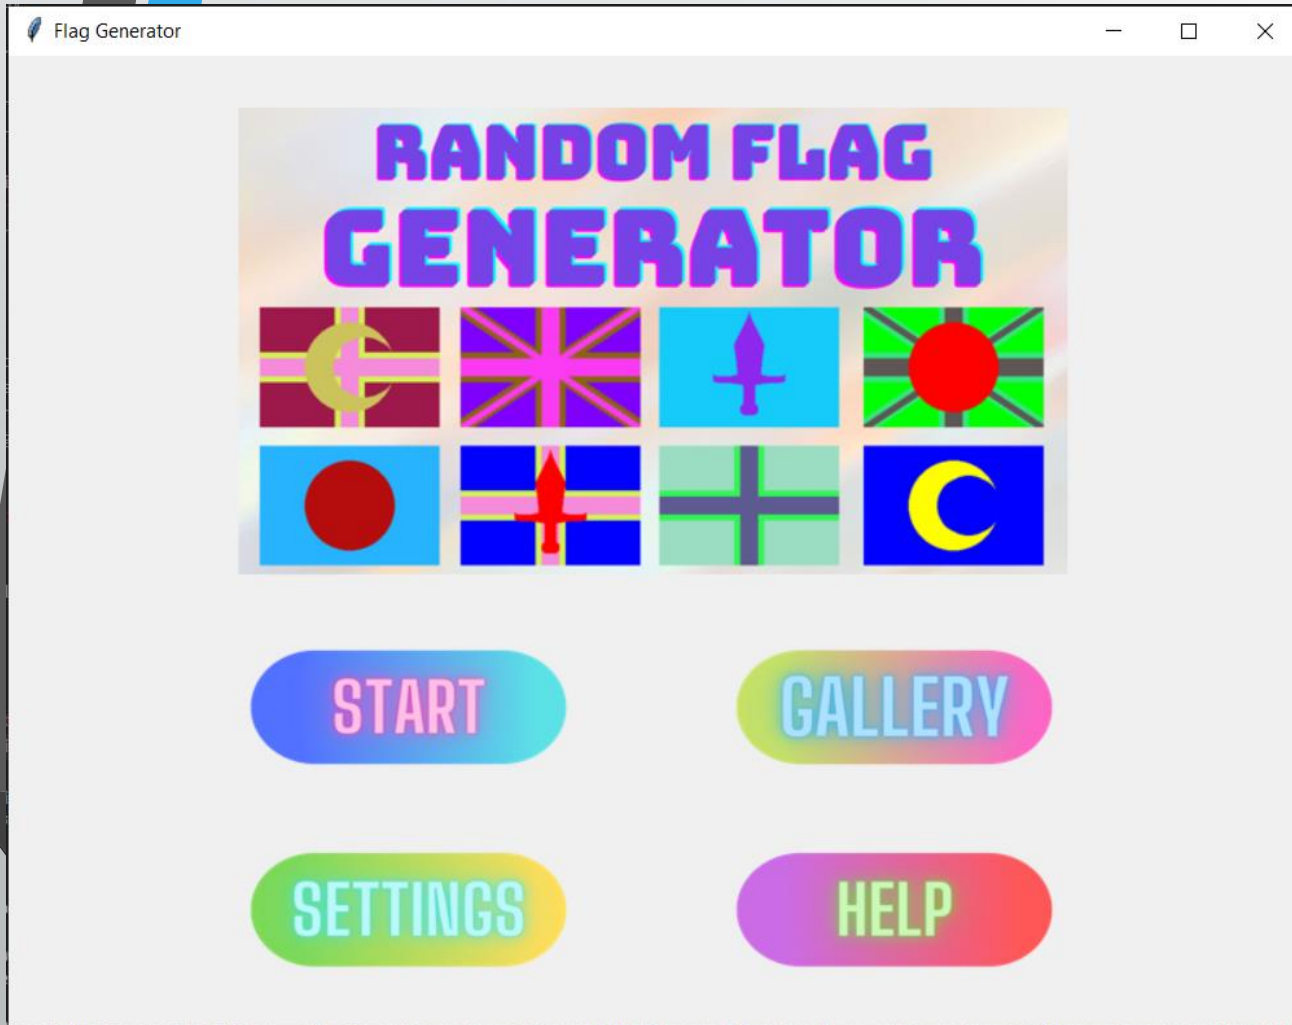 Flag Generator
RANDOM FLAG
GENERATOR
START
GALLERY
SETTINGS
HELP